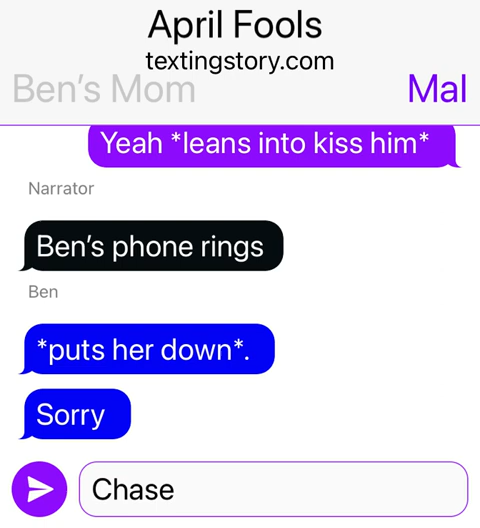 April Fools
textingstory.com
Ben’s Mom
Mal
Yeah *leans into kiss him*
Narrator
Ben’s phone rings
Ben
*puts her down*.
Sorry
Chase